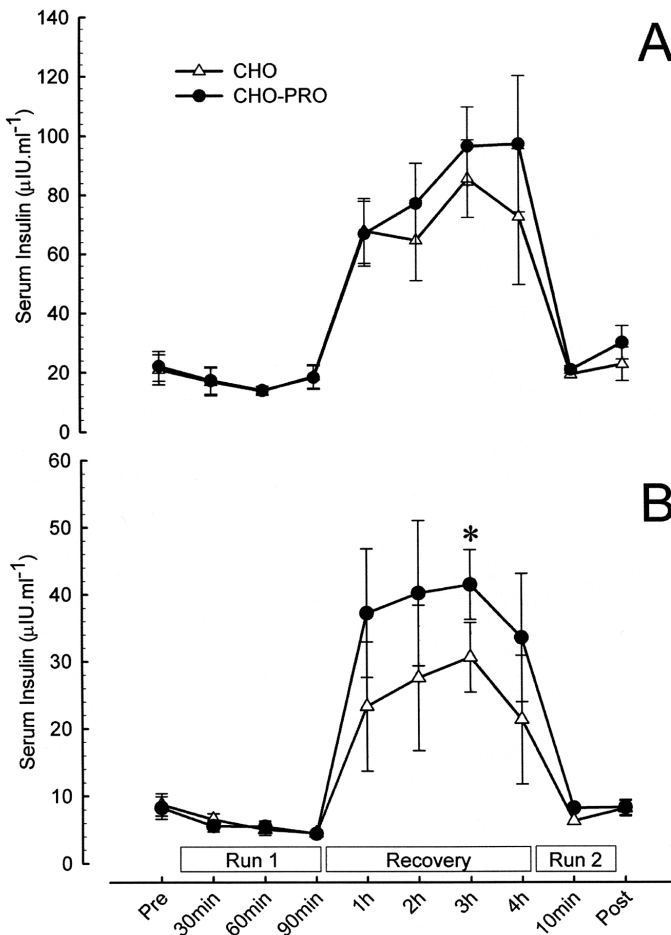 A
CHO
CHO-PRO
Serum Insulin (μIU.ml⁻¹)
140
120
100
80
60
40
20
0
B
*
Serum Insulin (μIU.ml⁻¹)
60
50
40
30
20
10
0
Run 1 Recovery Run 2
Pre 30min 60min 90min 1h 2h 3h 4h 10min Post